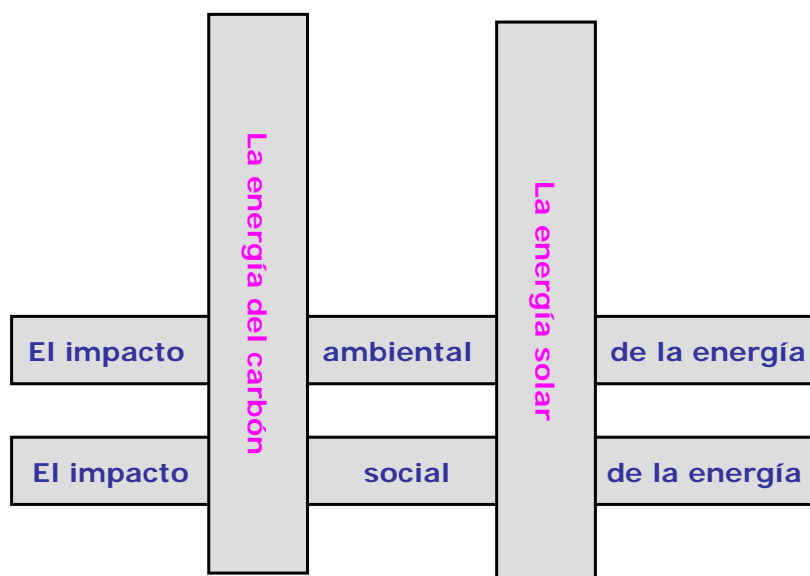 La energía del carbón
La energía solar
El impacto ambiental de la energía
El impacto social de la energía